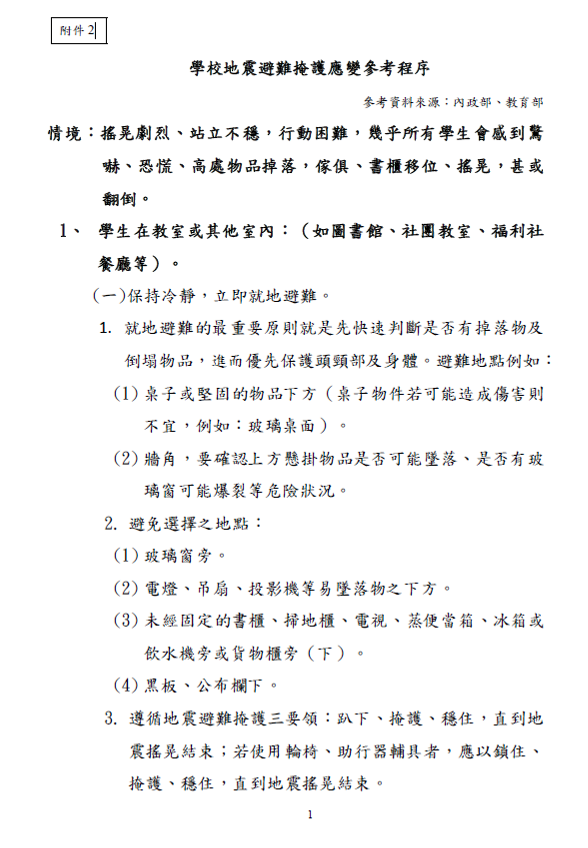 附件 2
學校地震避難掩護應變參考程序
參考資料來源：內政部、教育部
情境：搖晃劇烈、站立不穩，行動困難，幾乎所有學生會感到驚
嚇、恐慌、高處物品掉落，傢俱、書櫃移位、搖晃，甚或
翻倒。
1、 學生在教室或其他室內：（如圖書館、社團教室、福利社
餐廳等）。
(一)保持冷靜，立即就地避難。
1. 就地避難的最重要原則就是先快速判斷是否有掉落物及
倒塌物品，進而優先保護頭頸部及身體。避難地點例如：
(1) 桌子或堅固的物品下方（桌子物件若可能造成傷害則
不宜，例如：玻璃桌面）。
(2) 牆角，要確認上方懸掛物品是否可能墜落、是否有玻
璃窗可能爆裂等危險狀況。
2. 避免選擇之地點：
(1) 玻璃窗旁。
(2) 電燈、吊扇、投影機等易墜落物之下方。
(3) 未經固定的書櫃、掃地櫃、電視、蒸便當箱、冰箱或
飲水機旁或貨物櫃旁（下）。
(4) 黑板、公布欄下。
3. 遵循地震避難掩護三要領：趴下、掩護、穩住，直到地
震搖晃結束；若使用輪椅、助行器輔具者，應以鎖住、
掩護、穩住，直到地震搖晃結束。
1